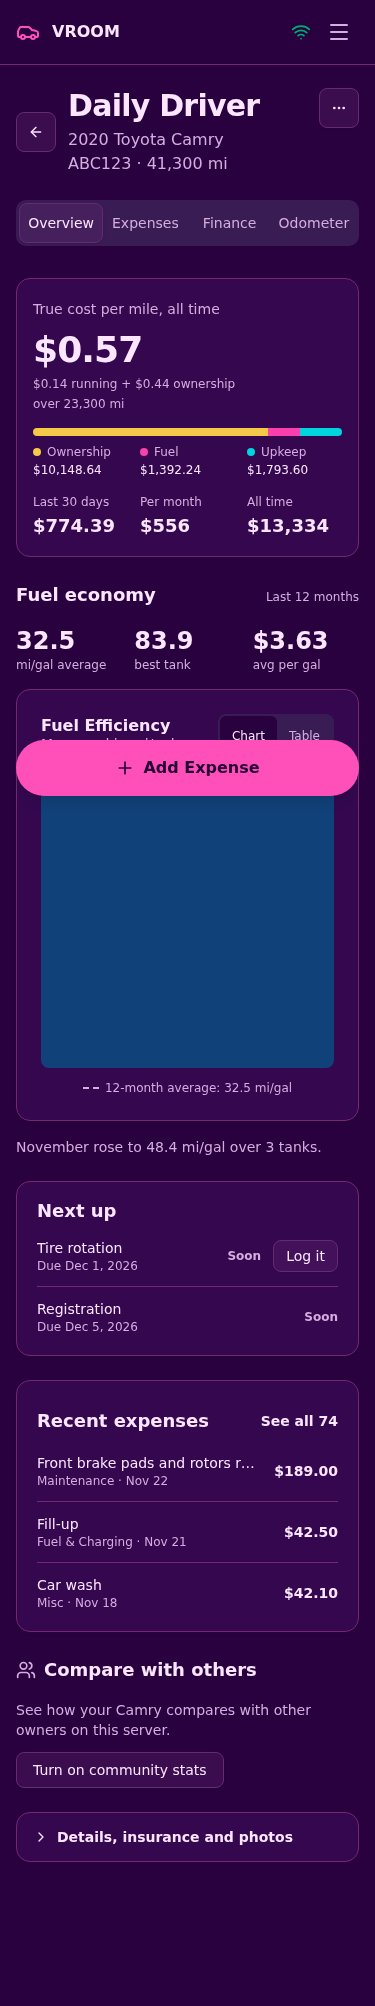 VROOM
Daily Driver
2020 Toyota Camry
ABC123 · 41,300 mi
Overview Expenses Finance Odometer
True cost per mile, all time
$0.57
$0.14 running + $0.44 ownership
over 23,300 mi
Ownership Fuel Upkeep
$10,148.64 $1,392.24 $1,793.60
Last 30 days Per month All time
$774.39 $556 $13,334
Fuel economy Last 12 months
32.5 83.9 $3.63
mi/gal average best tank avg per gal
Fuel Efficiency Chart Table
Add Expense
12-month average: 32.5 mi/gal
November rose to 48.4 mi/gal over 3 tanks.
Next up
Tire rotation Soon Log it
Due Dec 1, 2026
Registration Soon
Due Dec 5, 2026
Recent expenses See all 74
Front brake pads and rotors r... $189.00
Maintenance · Nov 22
Fill-up $42.50
Fuel & Charging · Nov 21
Car wash $42.10
Misc · Nov 18
Compare with others
See how your Camry compares with other
owners on this server.
Turn on community stats
Details, insurance and photos